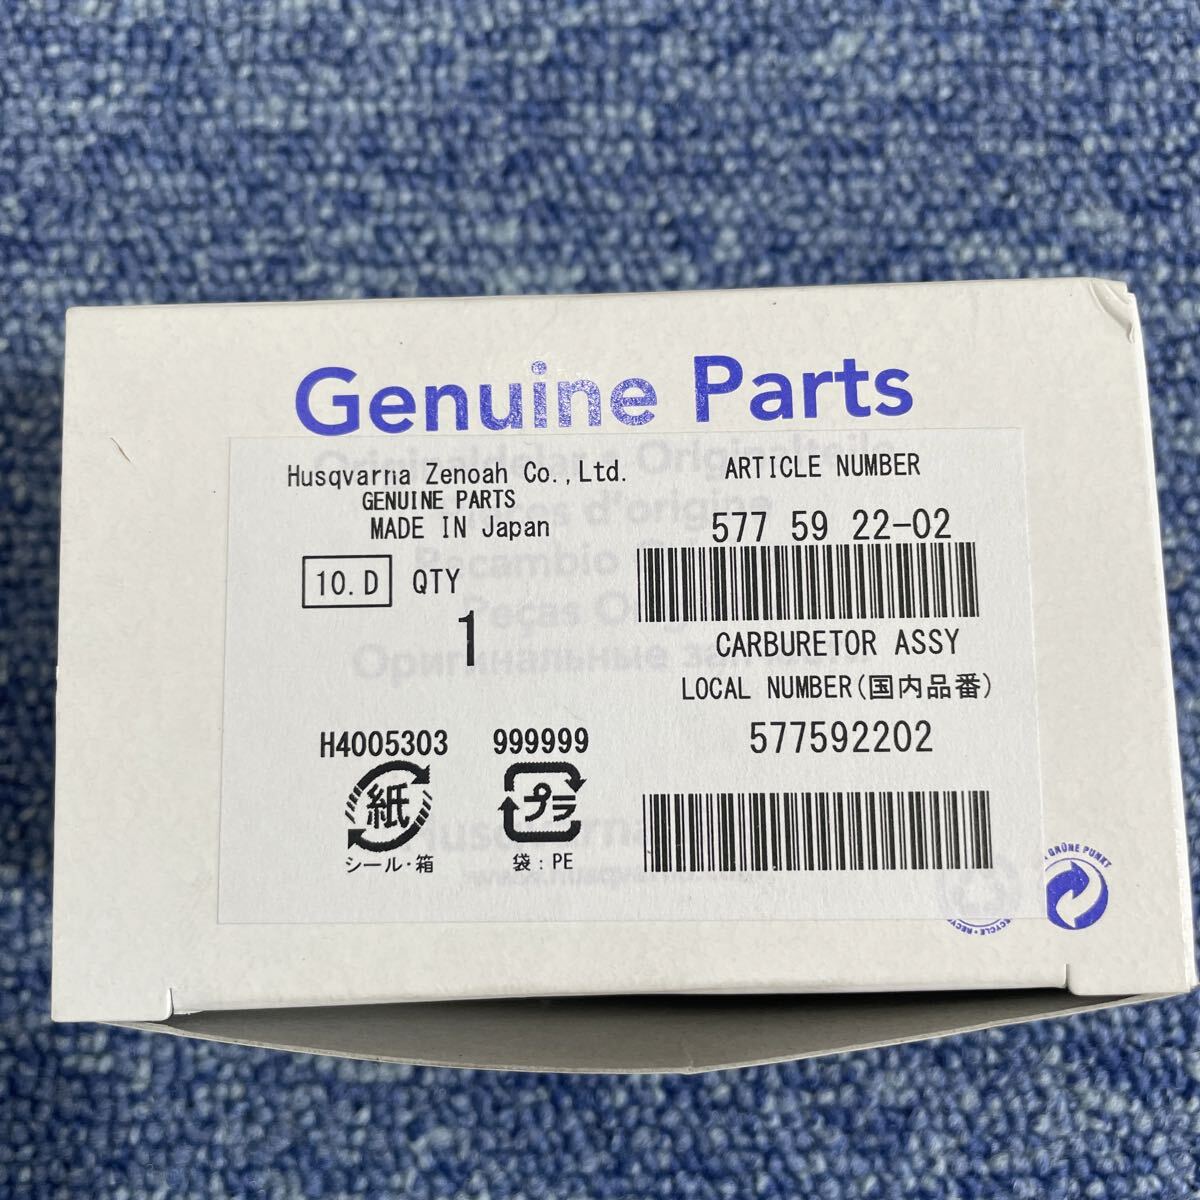 Genuine Parts
Husqvarna Zenoah Co.,Ltd.
GENUINE PARTS
MADE IN Japan
10. D QTY
1
ARTICLE NUMBER
577 59 22-02
CARBURETOR ASSY
LOCAL NUMBER(国内品番)
577592202
H4005303 999999
紙 プラ
シール・箱 袋：PE
GRÜNE PUNKT